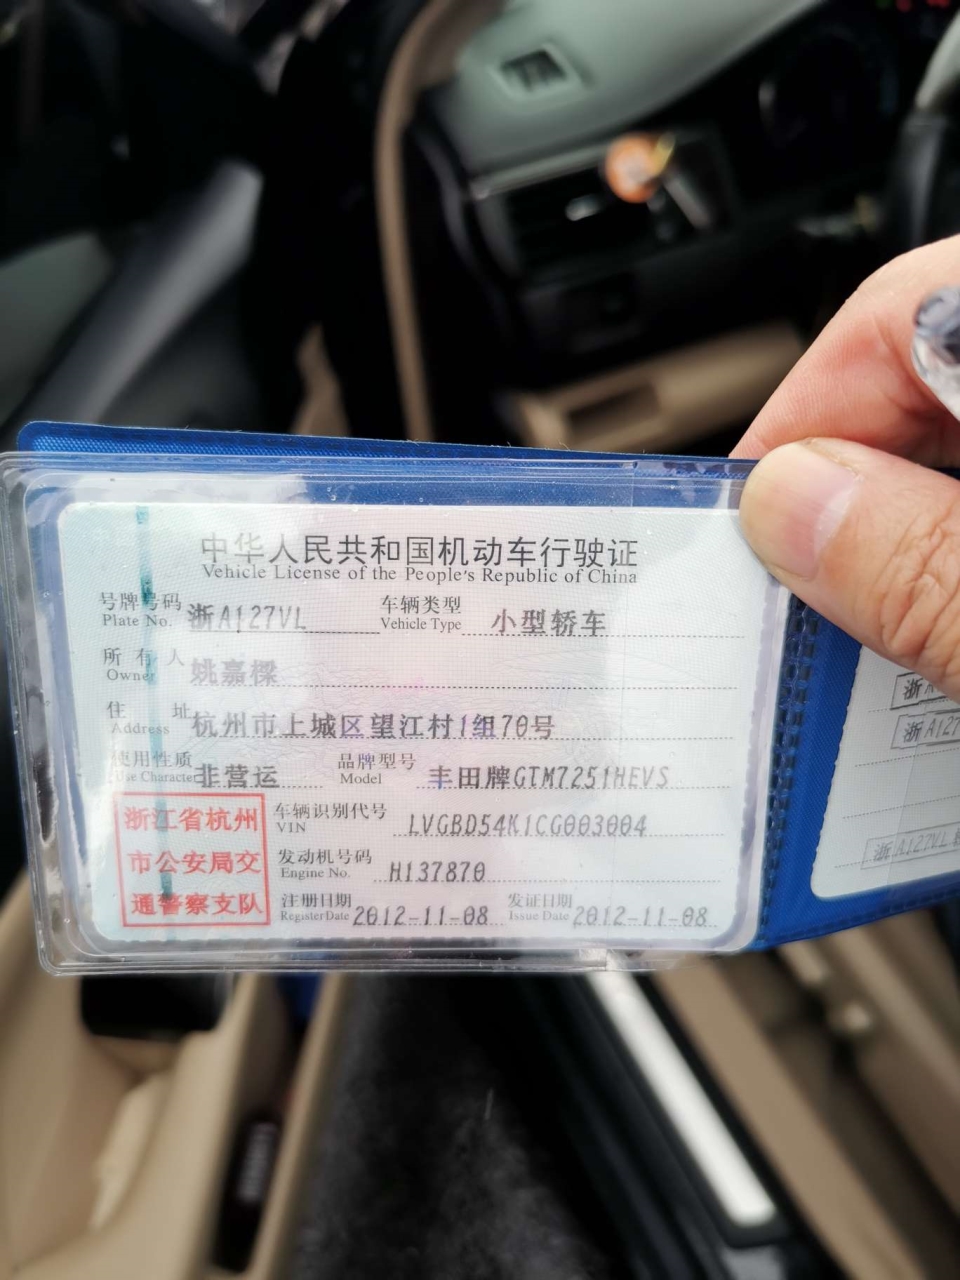 中华人民共和国机动车行驶证
Vehicle License of the People's Republic of China
号牌号码 浙A127VL 车辆类型 小型轿车
Plate No. Vehicle Type
所有人 姚嘉樑
Owner
住址 杭州市上城区望江村1组70号
Address
使用性质 非营运 品牌型号 丰田牌GTM7251HEVS
Use Character Model
浙江省杭州
市公安局交
通警察支队
车辆识别代号 LVGBD54K1CG003004
VIN
发动机号码 H137870
Engine No.
注册日期 2012-11-08 发证日期 2012-11-08
Register Date Issue Date
浙
浙A127
浙A127VL